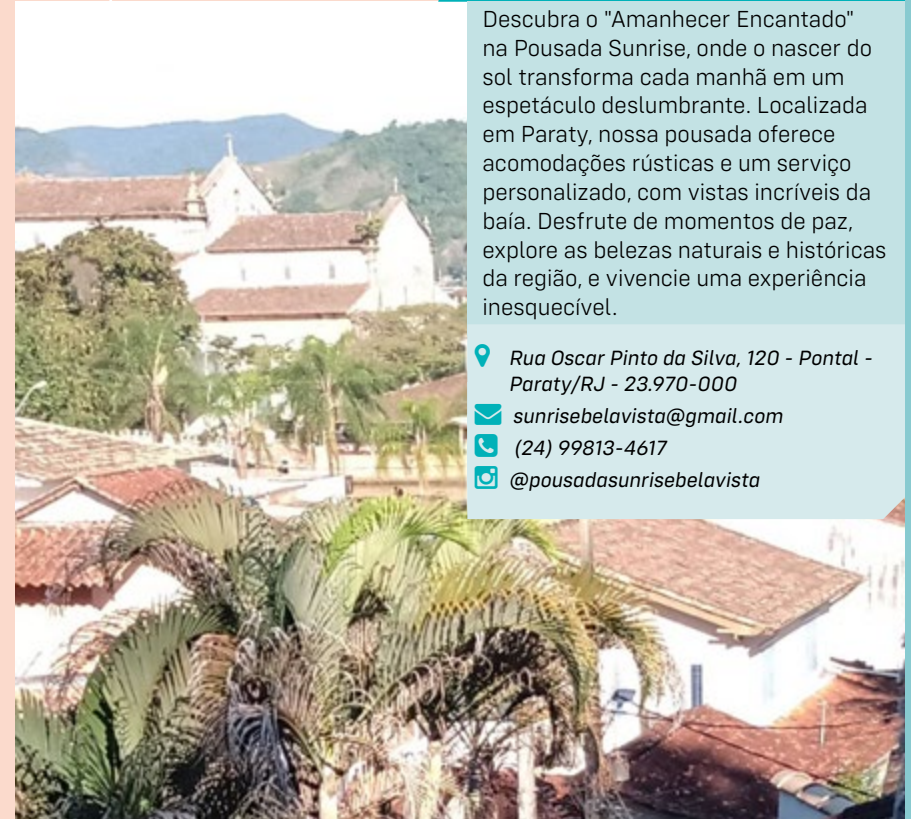 Descubra o "Amanhecer Encantado"
na Pousada Sunrise, onde o nascer do
sol transforma cada manhã em um
espetáculo deslumbrante. Localizada
em Paraty, nossa pousada oferece
acomodações rústicas e um serviço
personalizado, com vistas incríveis da
baía. Desfrute de momentos de paz,
explore as belezas naturais e históricas
da região, e vivencie uma experiência
inesquecível.
Rua Oscar Pinto da Silva, 120 - Pontal -
Paraty/RJ - 23.970-000
sunrisebelavista@gmail.com
(24) 99813-4617
@pousadasunrisebelavista